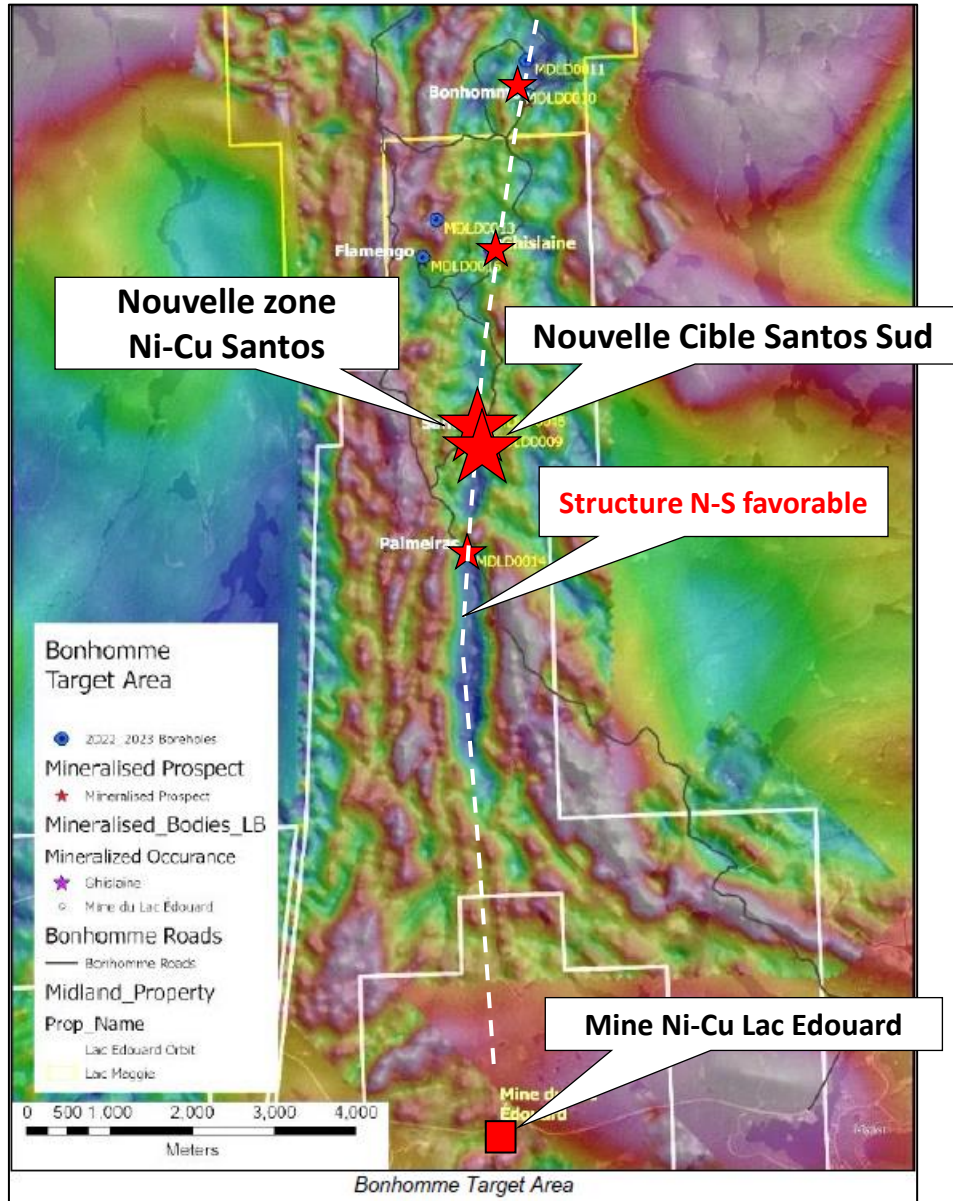 MDLD0011
Bonhomme
MDLD0010
MDLD0013
Flamengo
Ghislaine
MDLD0016
Nouvelle zone
Ni-Cu Santos
Nouvelle Cible Santos Sud
Structure N-S favorable
Palmeiras
MDLD0014
Bonhomme
Target Area
2022_2023 Boreholes
Mineralised Prospect
Mineralised Prospect
Mineralised_Bodies_LB
Mineralized Occurance
Ghislaine
Mine du Lac Édouard
Bonhomme Roads
Bonhomme Roads
Midland_Property
Prop_Name
Lac Edouard Orbit
Lac Maggie
0 500 1.000 2,000 3,000 4,000
Meters
Mine Ni-Cu Lac Edouard
Édouard
Bonhomme Target Area